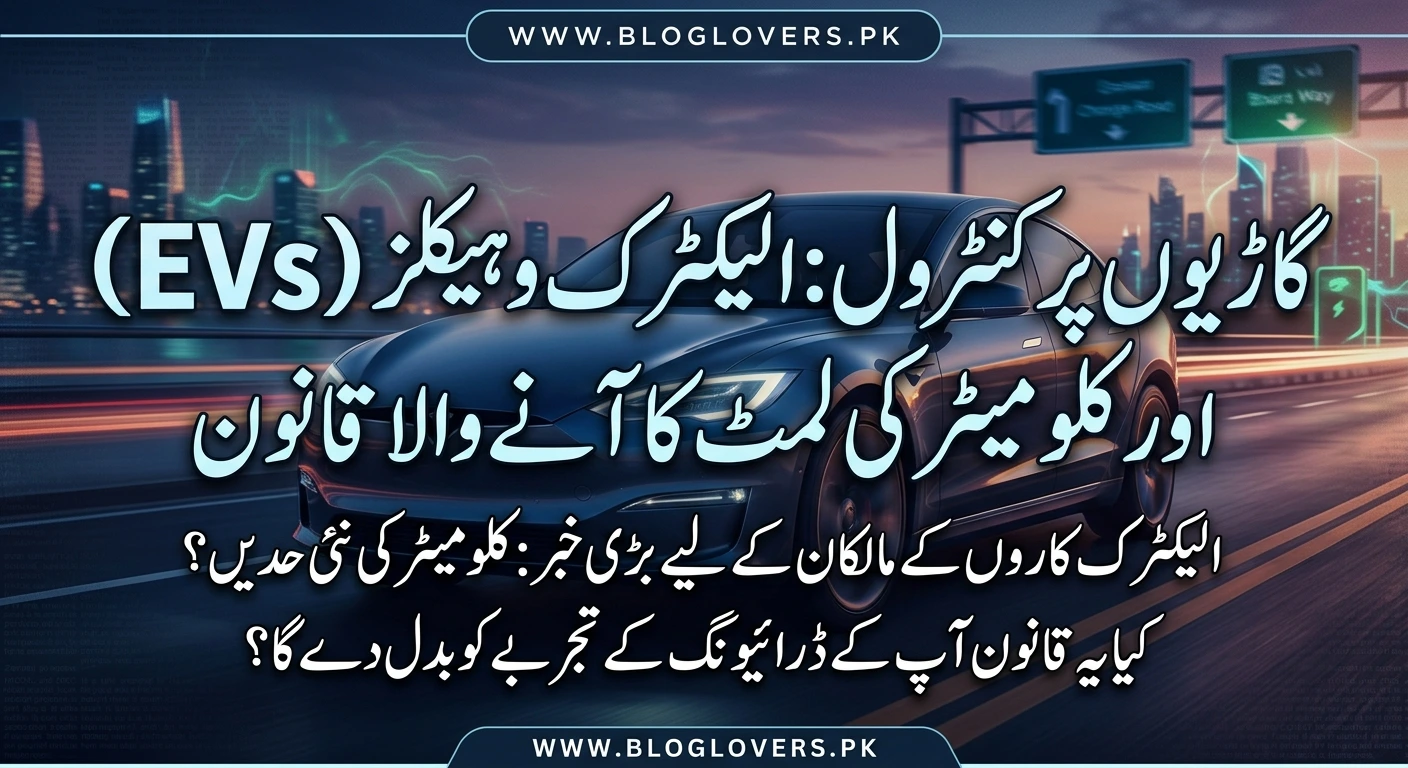 WWW.BLOGLOVERS.PK
گاڑیوں پر کنٹرول: الیکٹرک وہیکلز (EVs)
اور کلو میٹر کی لمٹ کا آنے والا قانون
الیکٹرک کاروں کے مالکان کے لیے بڑی خبر: کلومیٹر کی نئی حدیں؟
کیا یہ قانون آپ کے ڈرائیونگ کے تجربے کو بدل دے گا؟
WWW.BLOGLOVERS.PK